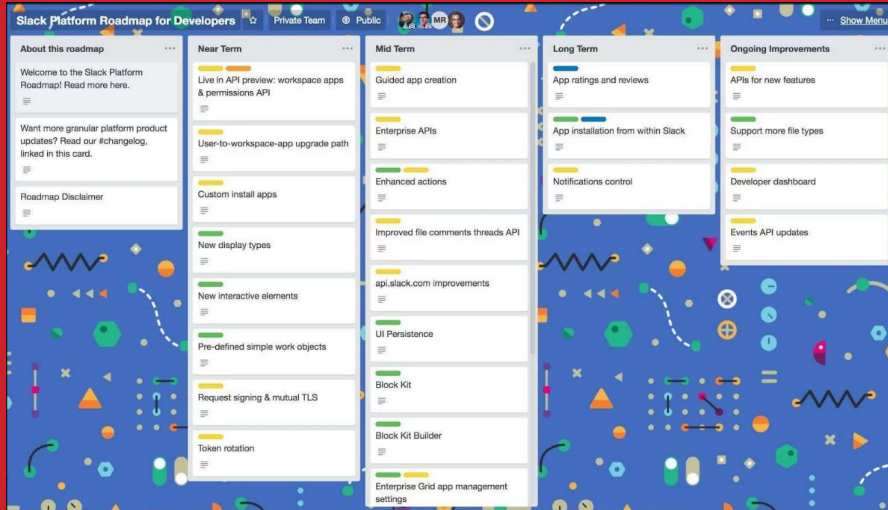 Slack Platform Roadmap for Developers
Private Team
Public
MR
... Show Menu
About this roadmap
Welcome to the Slack Platform
Roadmap! Read more here.
Want more granular platform product
updates? Read our #changelog,
linked in this card.
Roadmap Disclaimer
Near Term
Live in API preview: workspace apps
& permissions API
User-to-workspace-app upgrade path
Custom install apps
New display types
New interactive elements
Pre-defined simple work objects
Request signing & mutual TLS
Token rotation
Mid Term
Guided app creation
Enterprise APIs
Enhanced actions
Improved file comments threads API
api.slack.com improvements
UI Persistence
Block Kit
Block Kit Builder
Enterprise Grid app management
settings
Long Term
App ratings and reviews
App installation from within Slack
Notifications control
Ongoing Improvements
APIs for new features
Support more file types
Developer dashboard
Events API updates